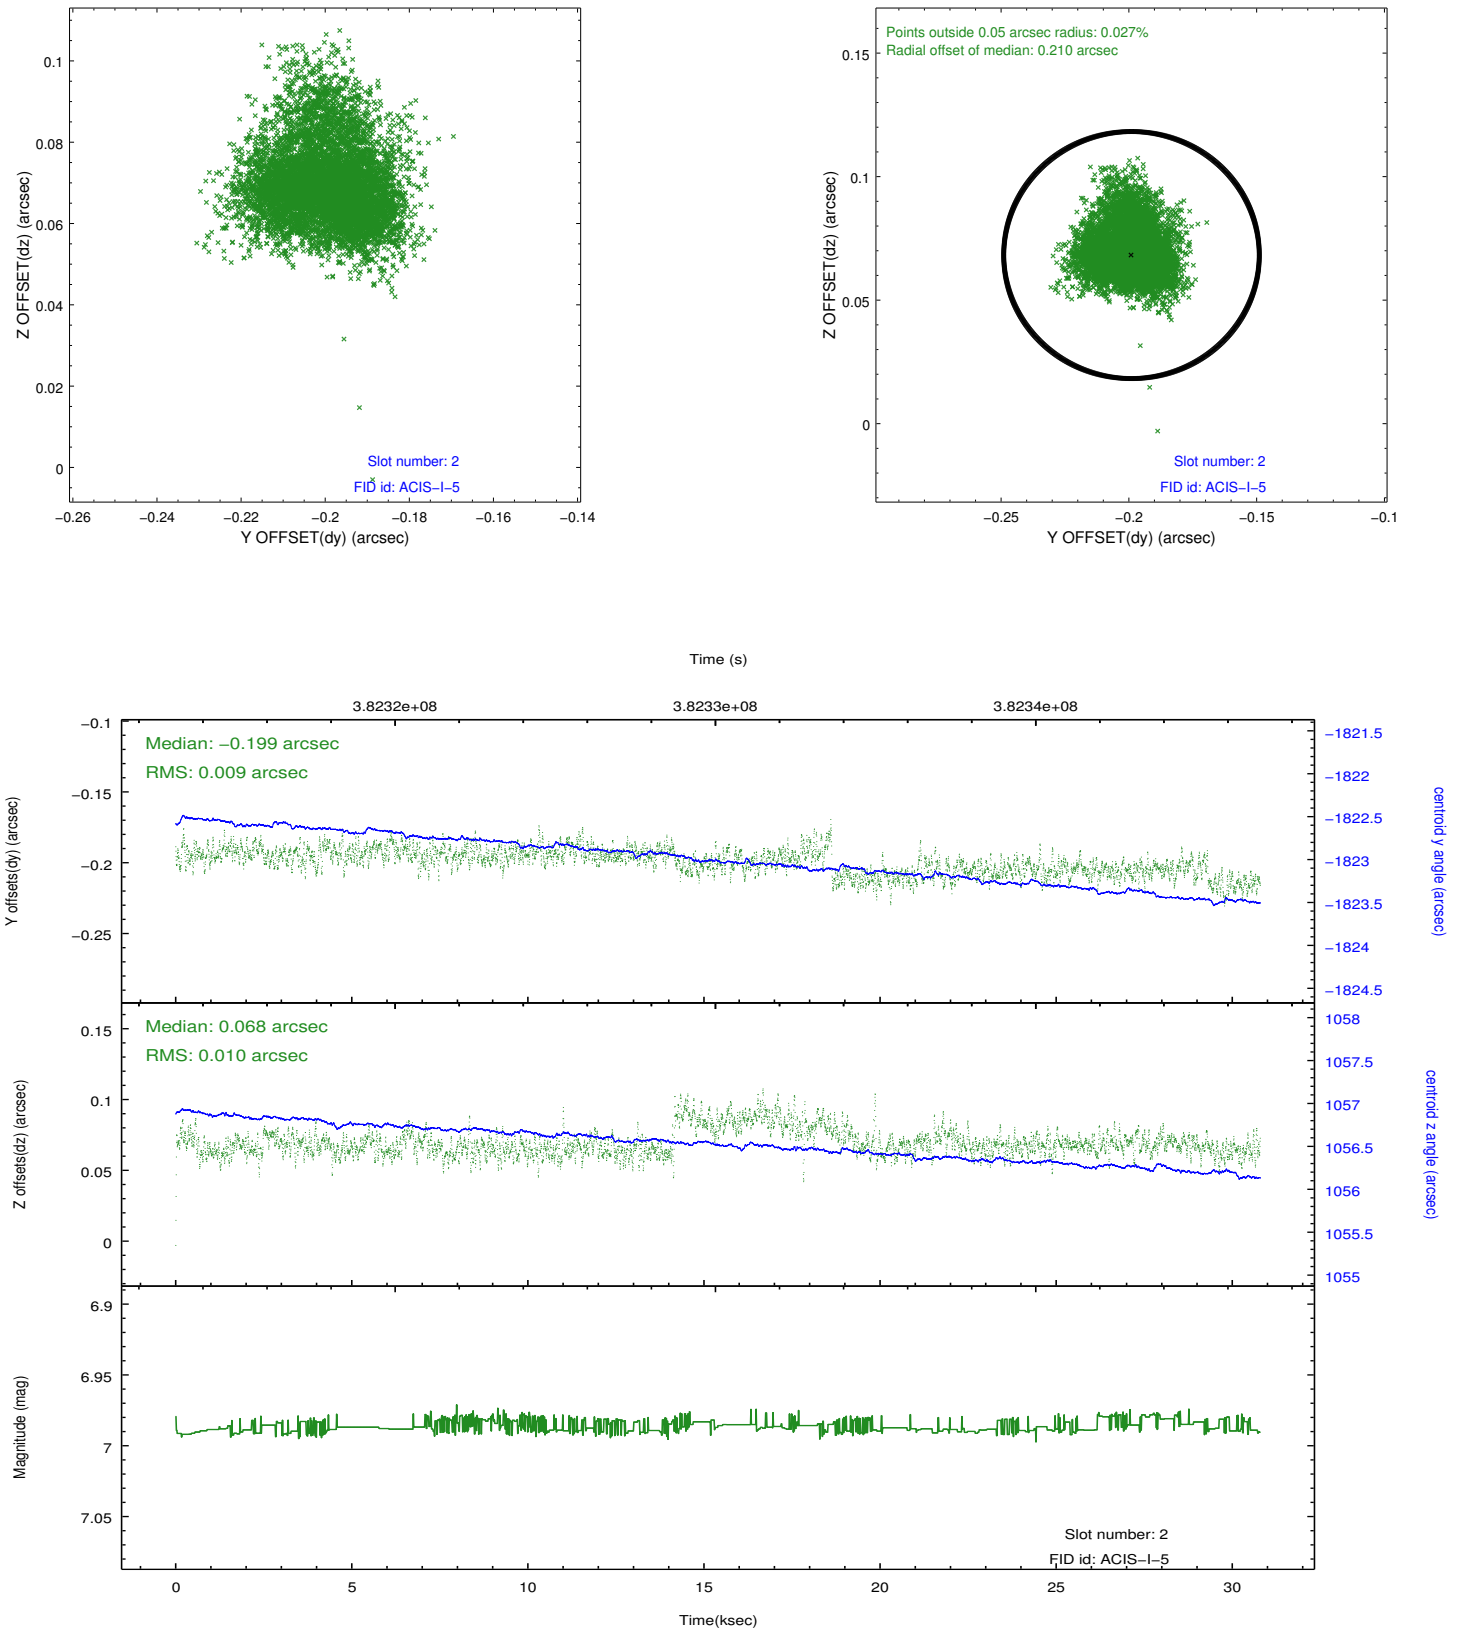 0.1
0.08
0.06
0.04
0.02
0
Z OFFSET(dz) (arcsec)
Slot number: 2
FID id: ACIS−I−5
−0.26 −0.24 −0.22 −0.2 −0.18 −0.16 −0.14
Y OFFSET(dy) (arcsec)
Points outside 0.05 arcsec radius: 0.027%
Radial offset of median: 0.210 arcsec
0.15
0.1
0.05
0
Z OFFSET(dz) (arcsec)
Slot number: 2
FID id: ACIS−I−5
−0.25 −0.2 −0.15 −0.1
Y OFFSET(dy) (arcsec)
Time (s)
3.8232e+08 3.8233e+08 3.8234e+08
−0.1
−0.15
−0.2
−0.25
Y offsets(dy) (arcsec)
Median: −0.199 arcsec
RMS: 0.009 arcsec
−1821.5
−1822
−1822.5
−1823
−1823.5
−1824
−1824.5
centroid y angle (arcsec)
0.15
0.1
0.05
0
Z offsets(dz) (arcsec)
Median: 0.068 arcsec
RMS: 0.010 arcsec
1058
1057.5
1057
1056.5
1056
1055.5
1055
centroid z angle (arcsec)
6.9
6.95
7
7.05
Magnitude (mag)
Slot number: 2
FID id: ACIS−I−5
0 5 10 15 20 25 30
Time(ksec)